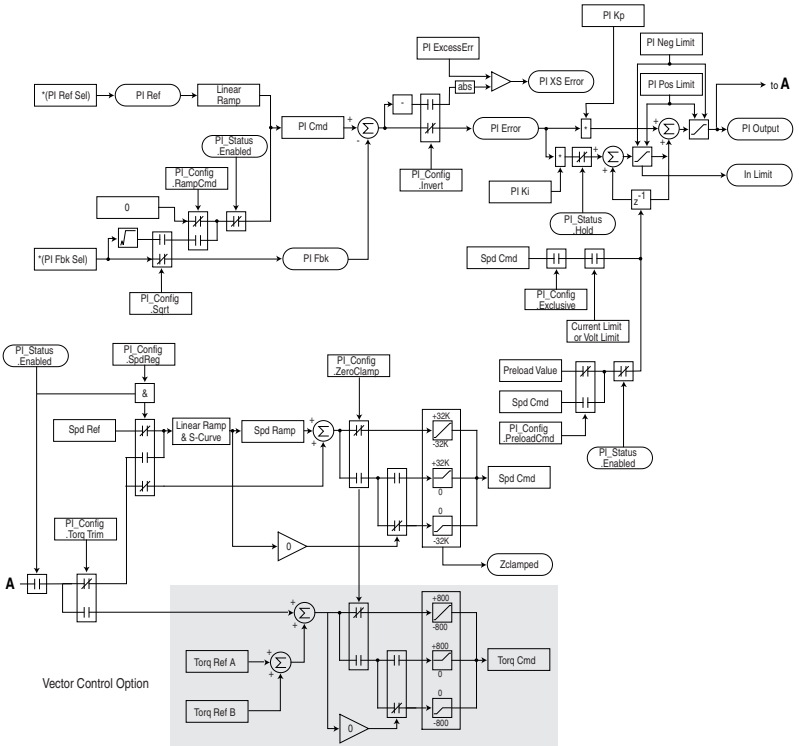 PI Kp
PI ExcessErr
PI Neg Limit
abs
PI XS Error
PI Pos Limit
to A
*(PI Ref Sel)
PI Ref
Linear
Ramp
-
PI Cmd
+
Σ
-
PI Error
*
+
Σ
+
PI Output
PI_Status
.Enabled
PI_Config
.RampCmd
PI_Config
.Invert
*
+
Σ
+
In Limit
PI Ki
z-1
0
PI_Status
.Hold
*(PI Fbk Sel)
PI Fbk
Spd Cmd
PI_Config
.Sqrt
PI_Config
.Exclusive
Current Limit
or Volt Limit
PI_Status
.Enabled
PI_Config
.SpdReg
PI_Config
.ZeroClamp
Preload Value
&
Spd Cmd
+32K
-32K
Spd Ref
Linear Ramp
& S-Curve
Spd Ramp
+
Σ
+
PI_Config
.PreloadCmd
PI_Status
.Enabled
+32K
0
Spd Cmd
PI_Config
.Torq Trim
0
0
-32K
Zclamped
A
+800
-800
+
Σ
+
Torq Ref A
+
Σ
+
+800
0
Torq Cmd
Vector Control Option
Torq Ref B
0
0
-800